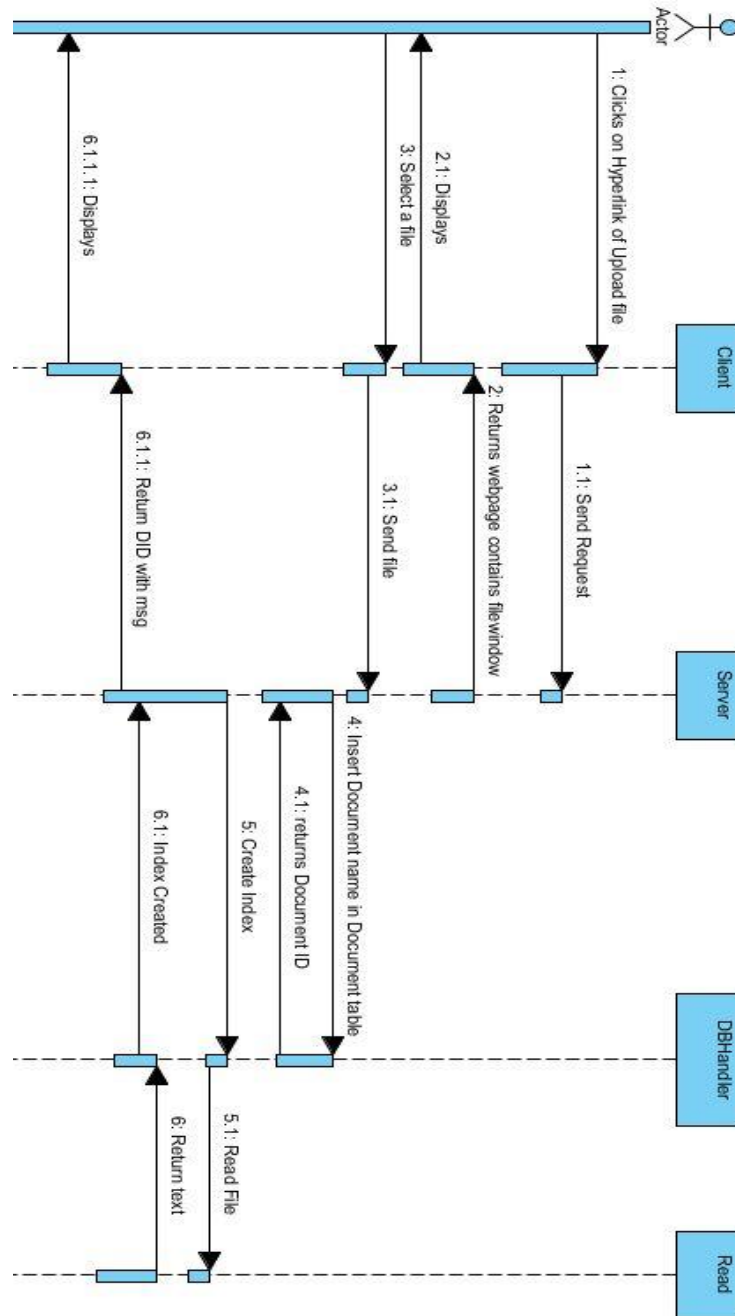 Actor
Client
Server
DBHandler
Read
1: Clicks on Hyperlink of Upload file
1.1: Send Request
2: Returns webpage contains filewindow
2.1: Displays
3: Select a file
3.1: Send file
4: Insert Document name in Document table
4.1: returns Document ID
5: Create Index
5.1: Read File
6: Return text
6.1: Index Created
6.1.1: Return DID with msg
6.1.1.1: Displays